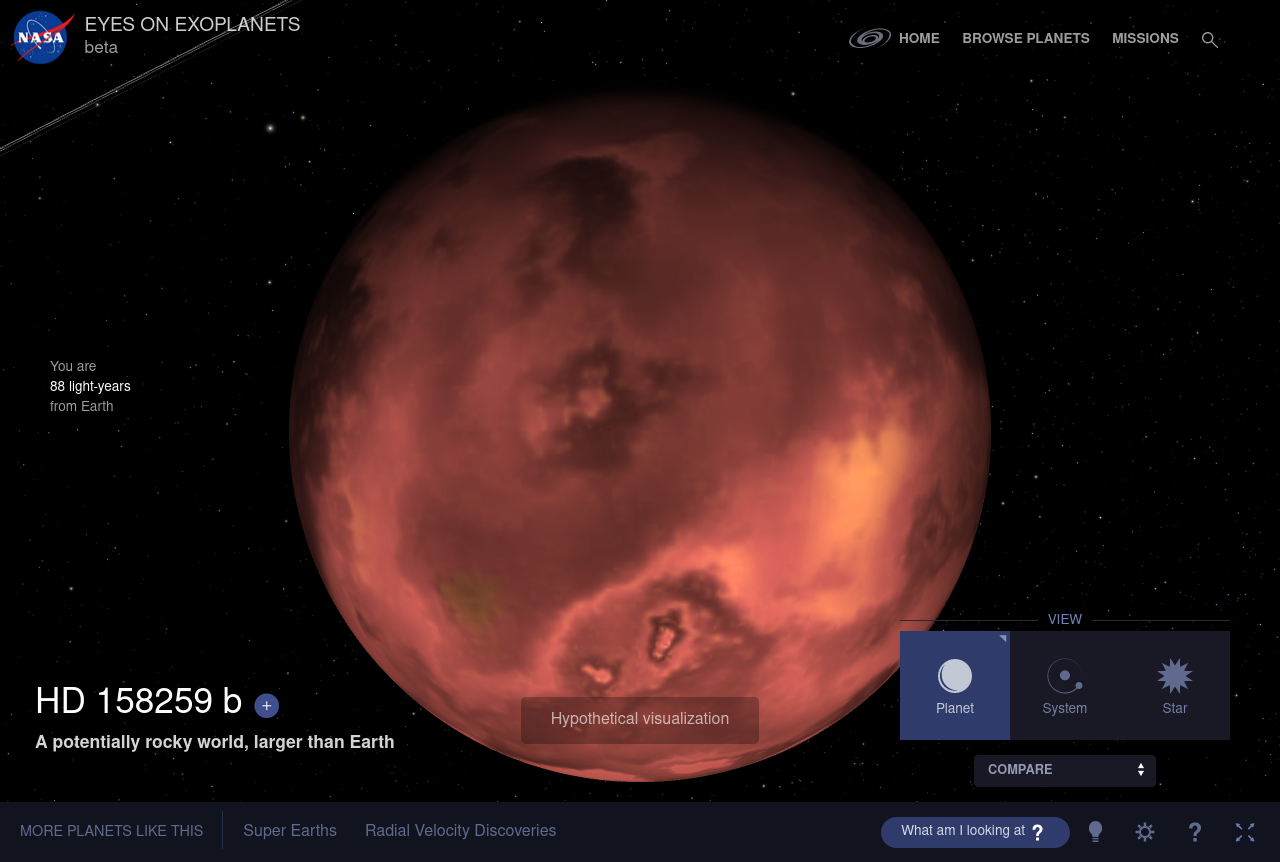 NASA
EYES ON EXOPLANETS
beta
HOME
BROWSE PLANETS
MISSIONS
You are
88 light-years
from Earth
VIEW
Planet
System
Star
HD 158259 b +
A potentially rocky world, larger than Earth
Hypothetical visualization
COMPARE
MORE PLANETS LIKE THIS
Super Earths
Radial Velocity Discoveries
What am I looking at ?
?